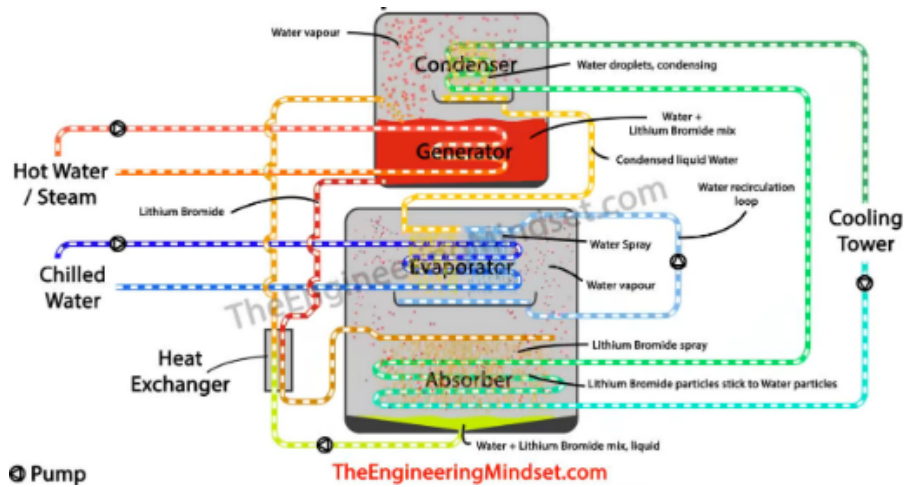 Water vapour
Condenser
Water droplets, condensing
Water +
Lithium Bromide mix
Generator
Hot Water
/ Steam
Condensed liquid Water
Lithium Bromide
Water recirculation
loop
Cooling
Tower
TheEngineeringMindset.com
Water Spray
Evaporator
Chilled
Water
Water vapour
Heat
Exchanger
Lithium Bromide spray
Absorber
Lithium Bromide particles stick to Water particles
Water + Lithium Bromide mix, liquid
Pump
TheEngineeringMindset.com